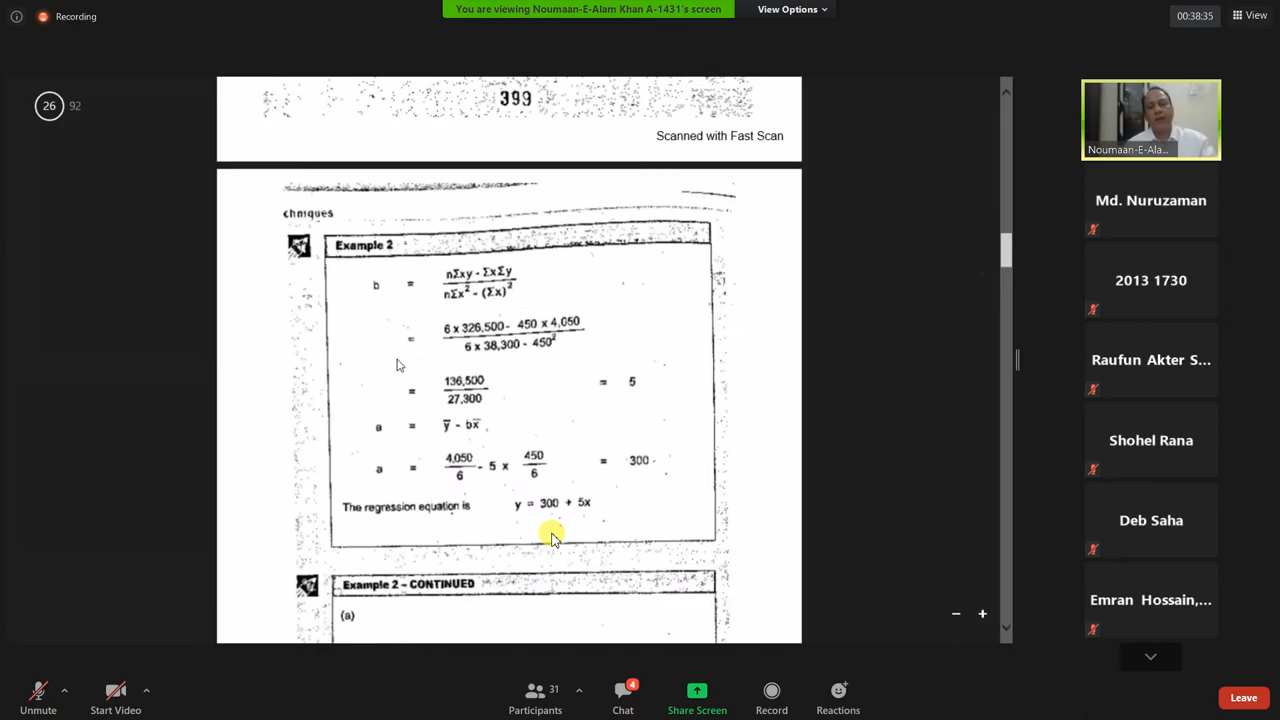 Recording
You are viewing Noumaan-E-Alam Khan A-1431's screen
View Options
00:38:35
View
26 92
399
Scanned with Fast Scan
chniques
Example 2
b = nΣxy - ΣxΣy / nΣx² - (Σx)²
= 6 x 326,500 - 450 x 4,050 / 6 x 38,300 - 450²
= 136,500 / 27,300 = 5
a = ȳ - bx̄
a = 4,050 / 6 - 5 x 450 / 6 = 300
The regression equation is y = 300 + 5x
Example 2 – CONTINUED
(a)
Noumaan-E-Ala...
Md. Nuruzaman
2013 1730
Raufun Akter S...
Shohel Rana
Deb Saha
Emran Hossain,...
Unmute
Start Video
31
Participants
4
Chat
Share Screen
Record
Reactions
Leave